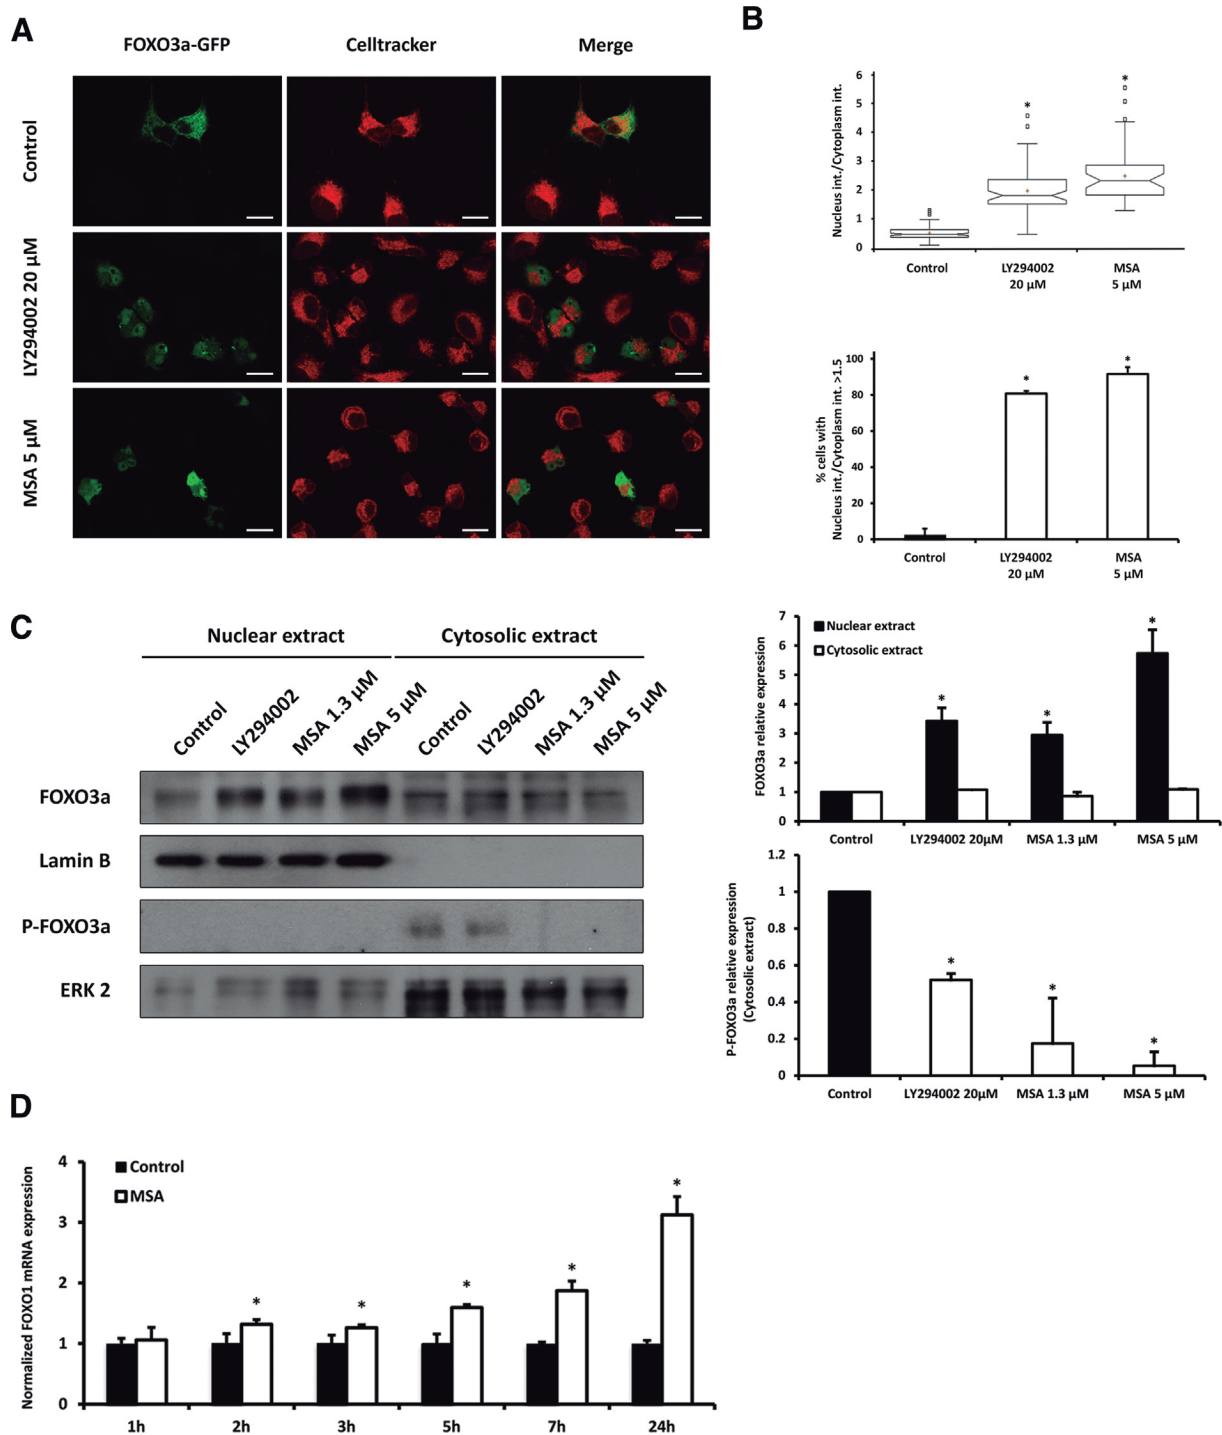 A
FOXO3a-GFP
Celltracker
Merge
Control
LY294002 20 µM
MSA 5 µM
B
Nucleus int./Cytoplasm int.
6
5
4
3
2
1
0
*
*
Control
LY294002
20 µM
MSA
5 µM
% cells with
Nucleus int./Cytoplasm int. >1.5
100
80
60
40
20
0
*
*
Control
LY294002
20 µM
MSA
5 µM
C
Nuclear extract
Cytosolic extract
Control
LY294002
MSA 1.3 µM
MSA 5 µM
Control
LY294002
MSA 1.3 µM
MSA 5 µM
FOXO3a
Lamin B
P-FOXO3a
ERK 2
FOXO3a relative expression
7
6
5
4
3
2
1
0
Nuclear extract
Cytosolic extract
*
*
*
Control
LY294002 20µM
MSA 1.3 µM
MSA 5 µM
P-FOXO3a relative expression
(Cytosolic extract)
1.2
1
0.8
0.6
0.4
0.2
0
*
*
*
Control
LY294002 20µM
MSA 1.3 µM
MSA 5 µM
D
Normalized FOXO1 mRNA expression
4
3
2
1
0
Control
MSA
*
*
*
*
*
1h
2h
3h
5h
7h
24h